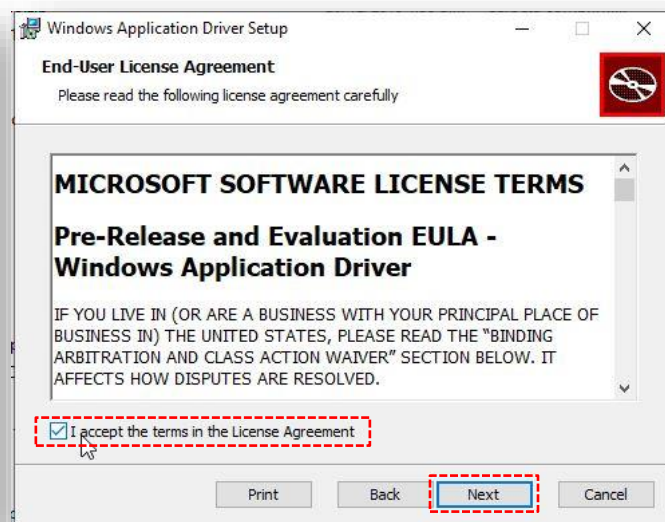 Windows Application Driver Setup
End-User License Agreement
Please read the following license agreement carefully
MICROSOFT SOFTWARE LICENSE TERMS
Pre-Release and Evaluation EULA -
Windows Application Driver
IF YOU LIVE IN (OR ARE A BUSINESS WITH YOUR PRINCIPAL PLACE OF
BUSINESS IN) THE UNITED STATES, PLEASE READ THE “BINDING
ARBITRATION AND CLASS ACTION WAIVER” SECTION BELOW. IT
AFFECTS HOW DISPUTES ARE RESOLVED.
I accept the terms in the License Agreement
Print Back Next Cancel